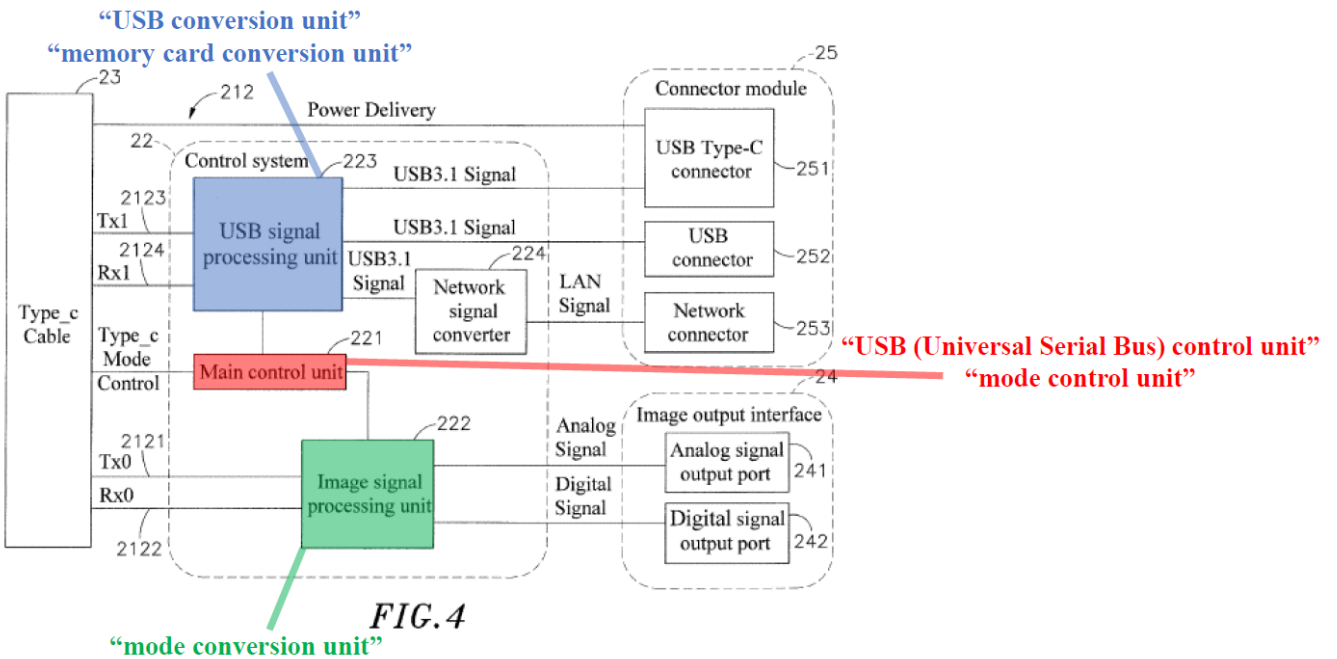 “USB conversion unit”
“memory card conversion unit”
23
212
Power Delivery
25
Connector module
22
Control system
223
USB3.1 Signal
USB Type-C
connector
251
2123
Tx1
USB signal
processing unit
USB3.1 Signal
USB
connector
252
2124
Rx1
USB3.1
Signal
224
Network
signal
converter
LAN
Signal
Network
connector
253
Type_c
Cable
Type_c
Mode
Control
221
Main control unit
“USB (Universal Serial Bus) control unit”
“mode control unit”
24
Image output interface
222
Analog
Signal
Analog signal
output port
241
2121
Tx0
Image signal
processing unit
Digital
Signal
Rx0
Digital signal
output port
242
2122
FIG.4
“mode conversion unit”